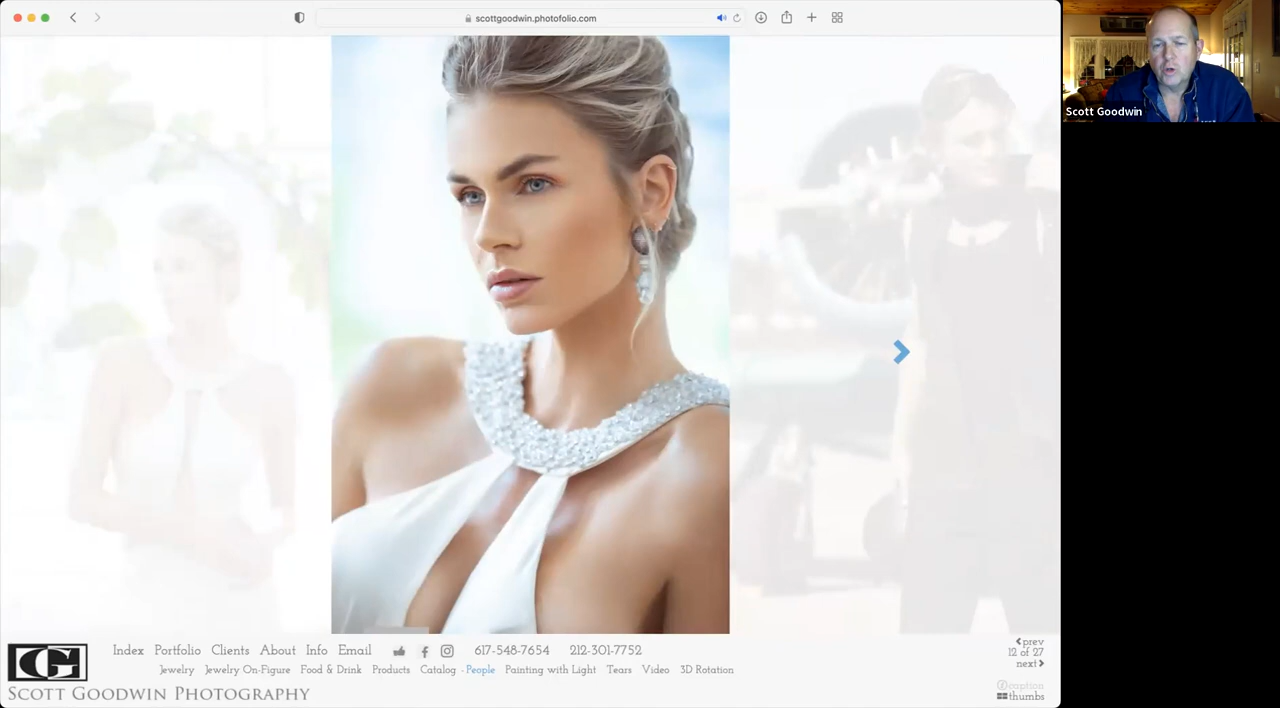 scottgoodwin.photofolio.com
Scott Goodwin
Index Portfolio Clients About Info Email 617-548-7654 212-301-7752
Jewelry Jewelry On-Figure Food & Drink Products Catalog - People Painting with Light Tears Video 3D Rotation
SCOTT GOODWIN PHOTOGRAPHY
prev
12 of 27
next
caption
thumbs